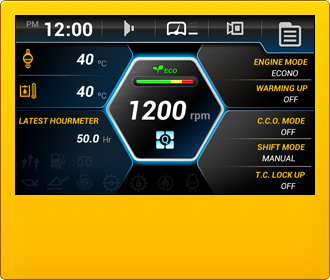 PM 12:00
ECO
40 °C
40 °C
1200 rpm
Q
LATEST HOURMETER
50.0 Hr
ENGINE MODE
ECONO
WARMING UP
OFF
C.C.O. MODE
OFF
SHIFT MODE
MANUAL
T.C. LOCK UP
OFF